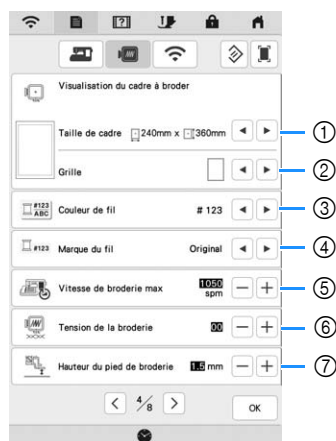 Visualisation du cadre à broder
Taille de cadre 240mm x 360mm ①
Grille ②
#123 ABC Couleur de fil # 123 ③
#123 Marque du fil Original ④
Vitesse de broderie max 1050 spm ⑤
Tension de la broderie 00 ⑥
Hauteur du pied de broderie 1.5 mm ⑦
< 4/8 > OK